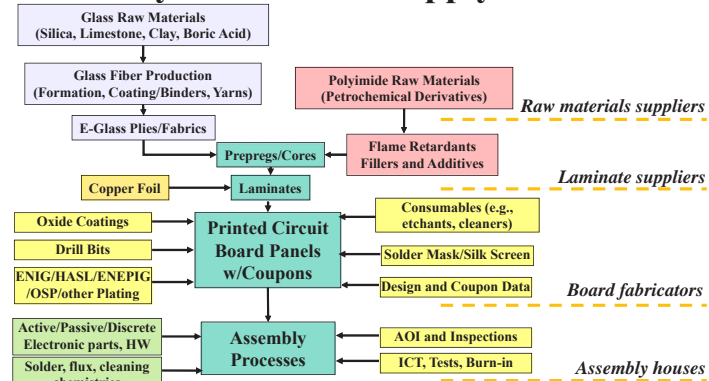 Glass Raw Materials
(Silica, Limestone, Clay, Boric Acid)
Glass Fiber Production
(Formation, Coating/Binders, Yarns)
Polyimide Raw Materials
(Petrochemical Derivatives)
Raw materials suppliers
E-Glass Plies/Fabrics
Prepregs/Cores
Flame Retardants
Fillers and Additives
Laminate suppliers
Copper Foil
Laminates
Oxide Coatings
Drill Bits
ENIG/HASL/ENEPIG
/OSP/other Plating
Printed Circuit
Board Panels
w/Coupons
Consumables (e.g.,
etchants, cleaners)
Solder Mask/Silk Screen
Design and Coupon Data
Board fabricators
Active/Passive/Discrete
Electronic parts, HW
Solder, flux, cleaning
Assembly
Processes
AOI and Inspections
ICT, Tests, Burn-in
Assembly houses